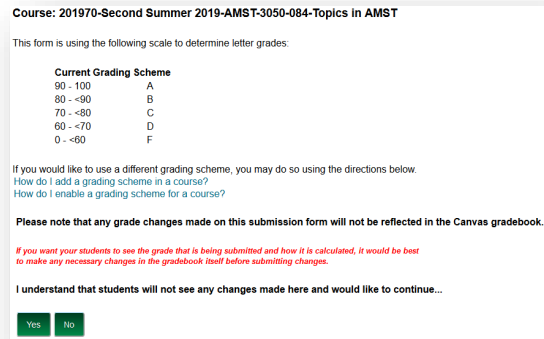 Course: 201970-Second Summer 2019-AMST-3050-084-Topics in AMST
This form is using the following scale to determine letter grades:
Current Grading Scheme
90 - 100 A
80 - <90 B
70 - <80 C
60 - <70 D
0 - <60 F
If you would like to use a different grading scheme, you may do so using the directions below.
How do I add a grading scheme in a course?
How do I enable a grading scheme for a course?
Please note that any grade changes made on this submission form will not be reflected in the Canvas gradebook.
If you want your students to see the grade that is being submitted and how it is calculated, it would be best
to make any necessary changes in the gradebook itself before submitting changes.
I understand that students will not see any changes made here and would like to continue...
Yes No